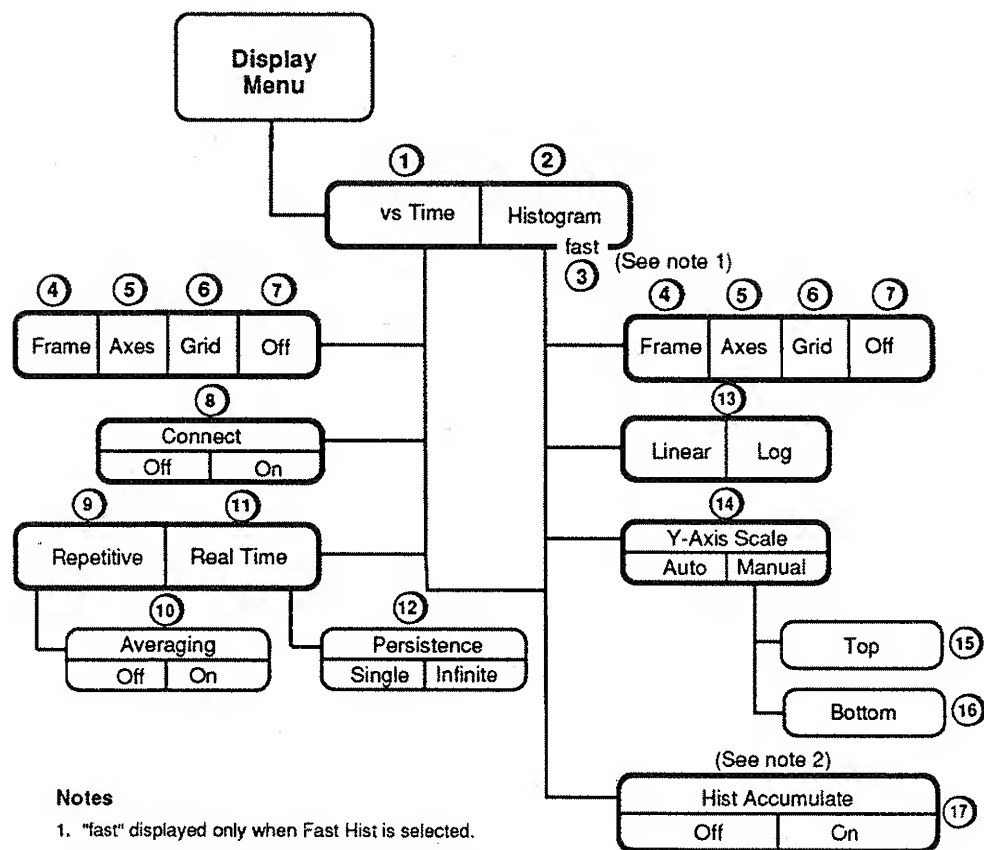 Display
Menu
1 2
vs Time Histogram
fast
3
(See note 1)
4 5 6 7
Frame Axes Grid Off
4 5 6 7
Frame Axes Grid Off
8
Connect
Off On
13
Linear Log
9 11
Repetitive Real Time
14
Y-Axis Scale
Auto Manual
10
Averaging
Off On
12
Persistence
Single Infinite
Top 15
Bottom 16
(See note 2)
Hist Accumulate 17
Off On
Notes
1. "fast" displayed only when Fast Hist is selected.